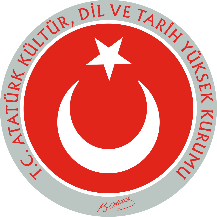 T.C. ATATÜRK KÜLTÜR, DİL VE TARİH YÜKSEK KURUMU